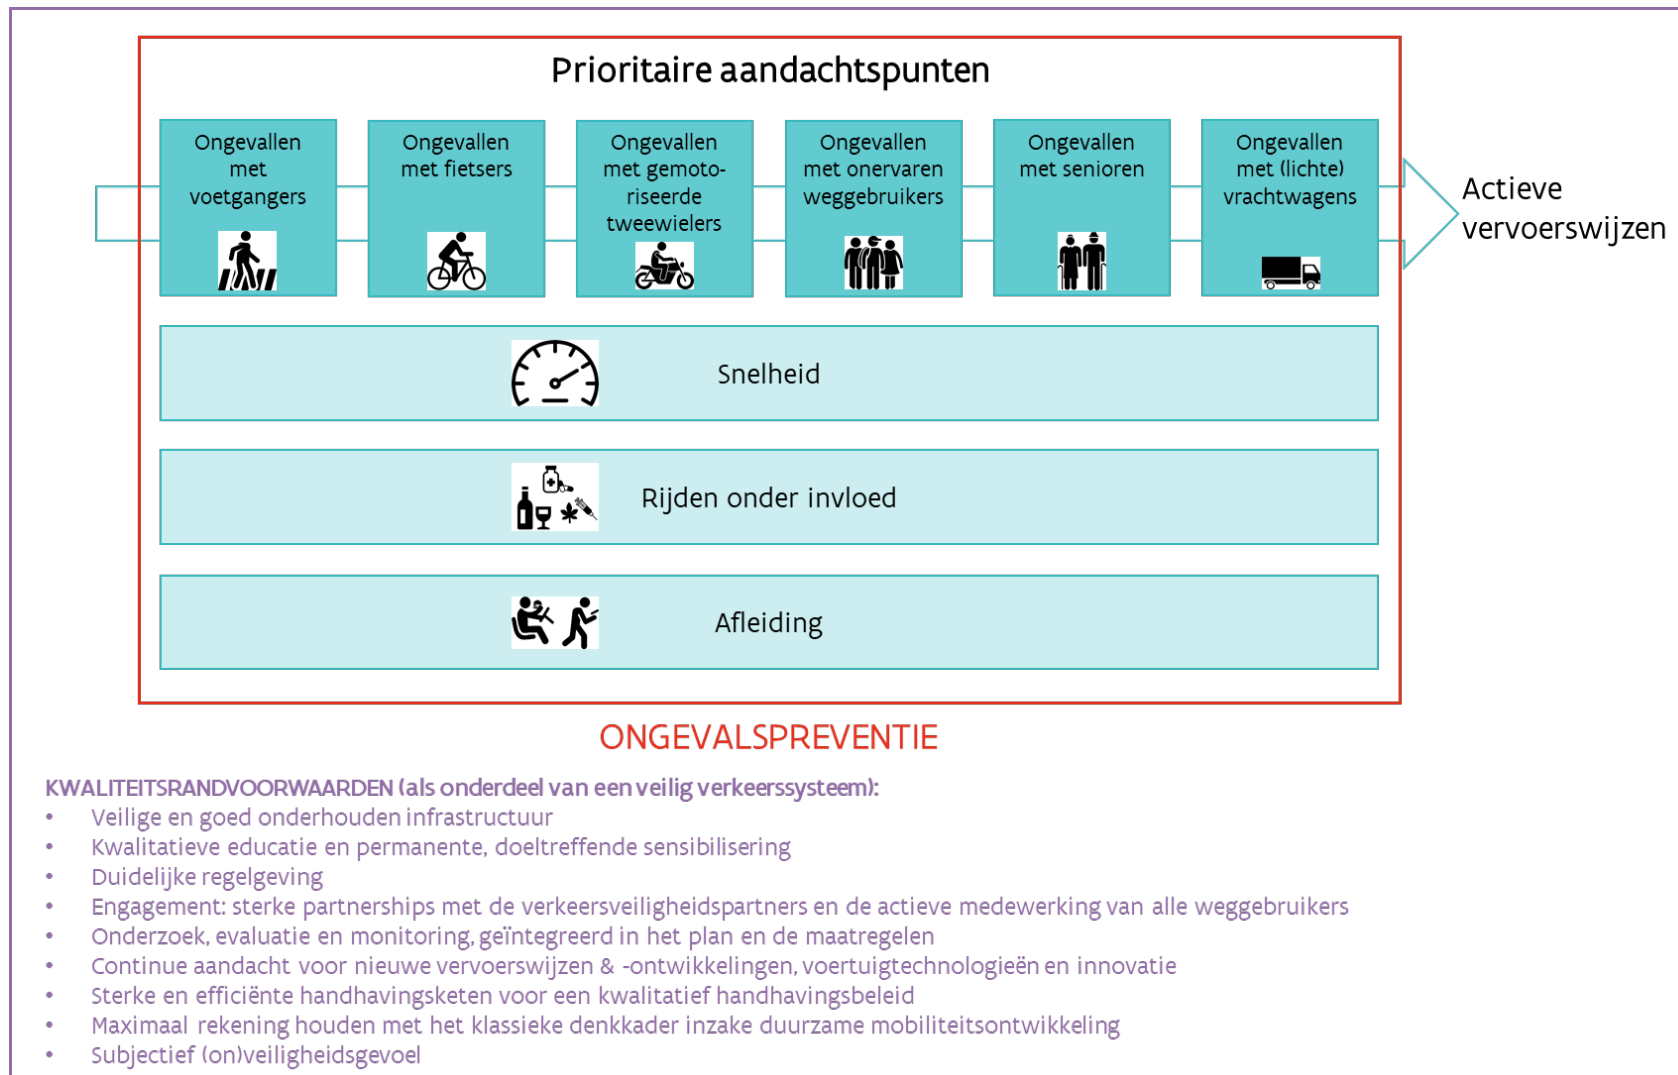 Prioritaire aandachtspunten
Ongevallen
met
voetgangers
Ongevallen
met fietsers
Ongevallen
met gemoto-
riseerde
tweewielers
Ongevallen
met onervaren
weggebruikers
Ongevallen
met senioren
Ongevallen
met (lichte)
vrachtwagens
Actieve
vervoerswijzen
Snelheid
Rijden onder invloed
Afleiding
ONGEVALSPREVENTIE
KWALITEITSRANDVOORWAARDEN (als onderdeel van een veilig verkeerssysteem):
• Veilige en goed onderhouden infrastructuur
• Kwalitatieve educatie en permanente, doeltreffende sensibilisering
• Duidelijke regelgeving
• Engagement: sterke partnerships met de verkeersveiligheidspartners en de actieve medewerking van alle weggebruikers
• Onderzoek, evaluatie en monitoring, geïntegreerd in het plan en de maatregelen
• Continue aandacht voor nieuwe vervoerswijzen & -ontwikkelingen, voertuigtechnologieën en innovatie
• Sterke en efficiënte handhavingsketen voor een kwalitatief handhavingsbeleid
• Maximaal rekening houden met het klassieke denkkader inzake duurzame mobiliteitsontwikkeling
• Subjectief (on)veiligheidsgevoel